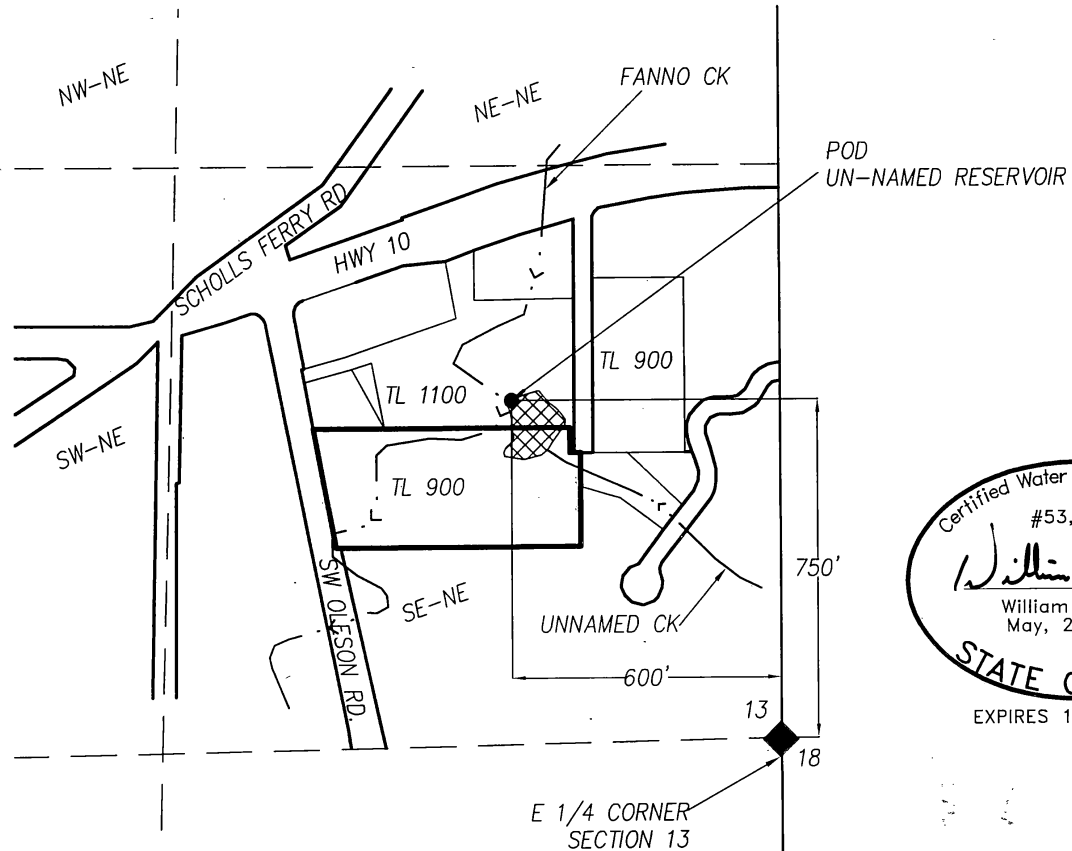 NW-NE
NE-NE
FANNO CK
POD
UN-NAMED RESERVOIR
SCHOLLS FERRY RD
HWY 10
TL 900
TL 1100
SW-NE
TL 900
SW OLESON RD.
SE-NE
UNNAMED CK
750'
600'
13
18
E 1/4 CORNER
SECTION 13
Certified Water
#53,
William
William
May, 2
STATE
EXPIRES 1